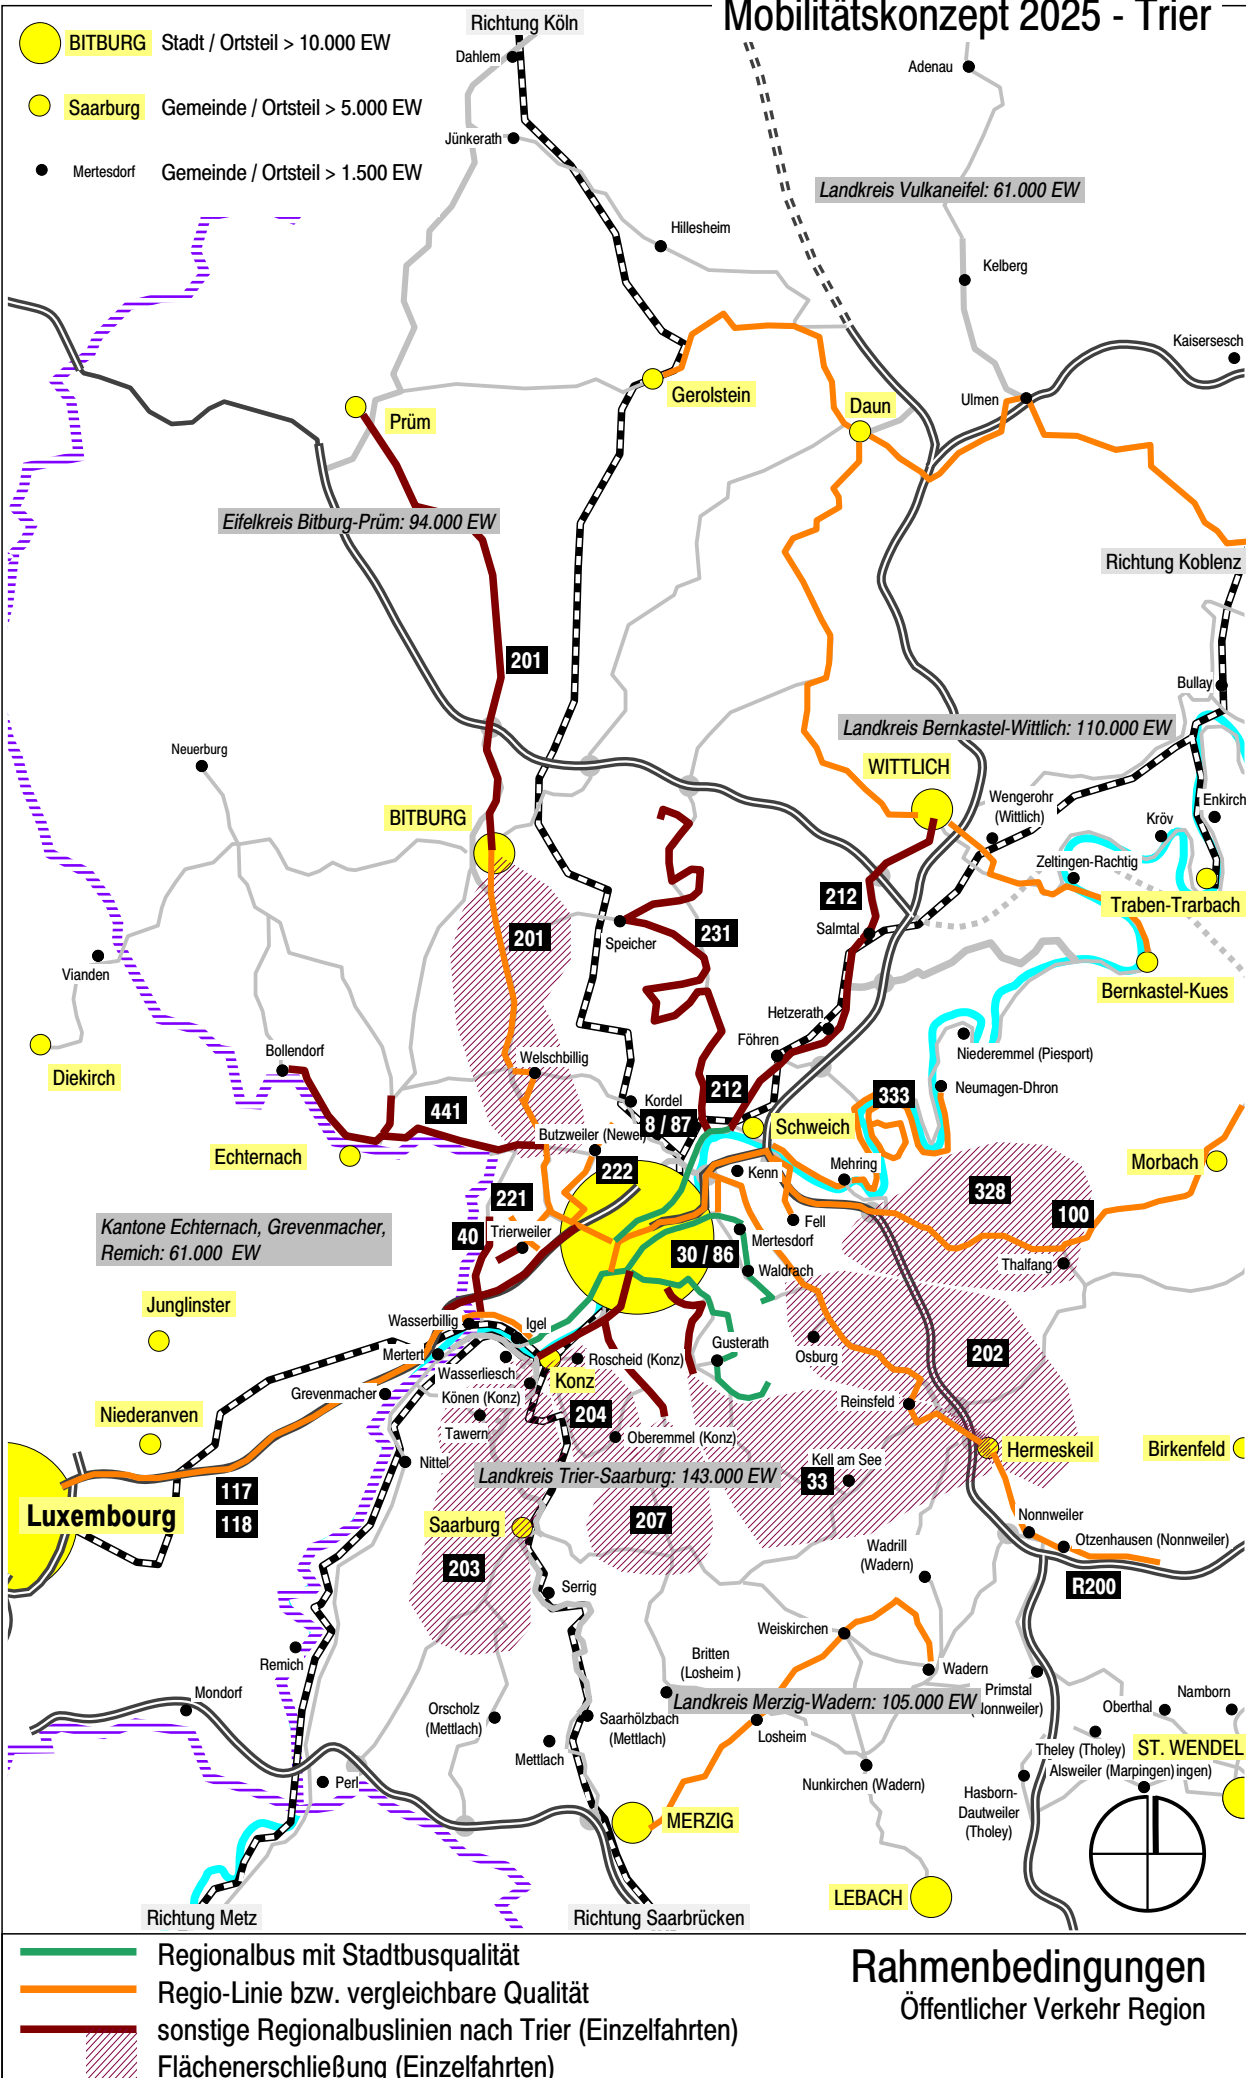 Mobilitätskonzept 2025 - Trier
BITBURG Stadt / Ortsteil > 10.000 EW
Saarburg Gemeinde / Ortsteil > 5.000 EW
Mertesdorf Gemeinde / Ortsteil > 1.500 EW
Richtung Köln
Dahlem
Adenau
Jünkerath
Landkreis Vulkaneifel: 61.000 EW
Hillesheim
Kelberg
Kaisersesch
Gerolstein
Ulmen
Daun
Prüm
Eifelkreis Bitburg-Prüm: 94.000 EW
Richtung Koblenz
201
Bullay
Landkreis Bernkastel-Wittlich: 110.000 EW
Neuerburg
WITTLICH
Wengerohr
(Wittlich)
Enkirch
BITBURG
Kröv
Zeltingen-Rachtig
212
Traben-Trarbach
201
231
Salmtal
Speicher
Vianden
Bernkastel-Kues
Hetzerath
Föhren
Niederemmel (Piesport)
Bollendorf
Welschbillig
Diekirch
212
333
Neumagen-Dhron
441
Kordel
8 / 87
Schweich
Butzweiler (Newel)
Echternach
222
Kenn
Mehring
Morbach
221
328
100
Kantone Echternach, Grevenmacher,
Remich: 61.000 EW
40
Trierweiler
Fell
Mertesdorf
30 / 86
Waldrach
Thalfang
Junglinster
Wasserbillig
Igel
Mertert
Gusterath
Osburg
202
Wasserliesch
Roscheid (Konz)
Konz
Grevenmacher
Könen (Konz)
Reinsfeld
Niederanven
204
Tawern
Oberemmel (Konz)
Hermeskeil
Birkenfeld
Nittel
Landkreis Trier-Saarburg: 143.000 EW
Kell am See
33
117
118
Luxembourg
Saarburg
207
Nonnweiler
Otzenhausen (Nonnweiler)
Wadrill
(Wadern)
203
Serrig
R200
Weiskirchen
Remich
Britten
(Losheim )
Wadern
Mondorf
Landkreis Merzig-Wadern: 105.000 EW
Primstal
(Nonnweiler)
Orscholz
(Mettlach)
Saarhölzbach
(Mettlach)
Losheim
Oberthal
Namborn
Mettlach
Theley (Tholey)
ST. WENDEL
Perl
Nunkirchen (Wadern)
Alsweiler (Marpingen)ingen)
Hasborn-
Dautweiler
(Tholey)
MERZIG
LEBACH
Richtung Metz
Richtung Saarbrücken
Regionalbus mit Stadtbusqualität
Regio-Linie bzw. vergleichbare Qualität
sonstige Regionalbuslinien nach Trier (Einzelfahrten)
Flächenerschließung (Einzelfahrten)
Rahmenbedingungen
Öffentlicher Verkehr Region